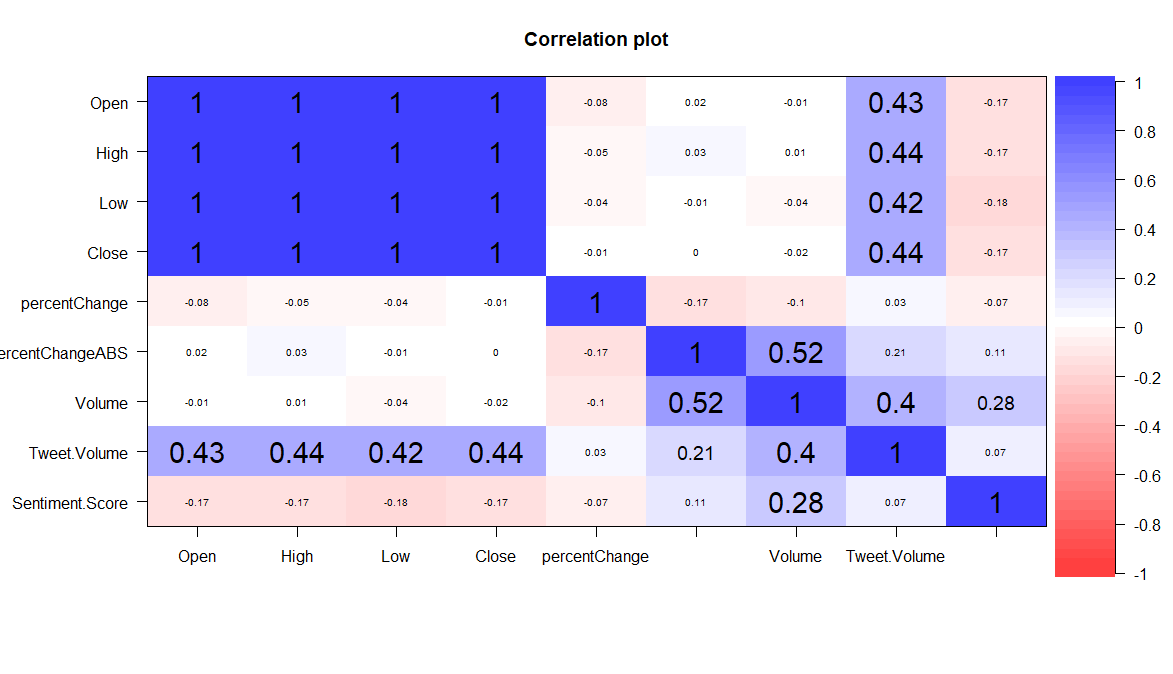 Correlation plot
Open 1 1 1 1 -0.08 0.02 -0.01 0.43 -0.17
High 1 1 1 1 -0.05 0.03 0.01 0.44 -0.17
Low 1 1 1 1 -0.04 -0.01 -0.04 0.42 -0.18
Close 1 1 1 1 -0.01 0 -0.02 0.44 -0.17
percentChange -0.08 -0.05 -0.04 -0.01 1 -0.17 -0.1 0.03 -0.07
ercentChangeABS 0.02 0.03 -0.01 0 -0.17 1 0.52 0.21 0.11
Volume -0.01 0.01 -0.04 -0.02 -0.1 0.52 1 0.4 0.28
Tweet.Volume 0.43 0.44 0.42 0.44 0.03 0.21 0.4 1 0.07
Sentiment.Score -0.17 -0.17 -0.18 -0.17 -0.07 0.11 0.28 0.07 1
Open High Low Close percentChange Volume Tweet.Volume
1
0.8
0.6
0.4
0.2
0
-0.2
-0.4
-0.6
-0.8
-1